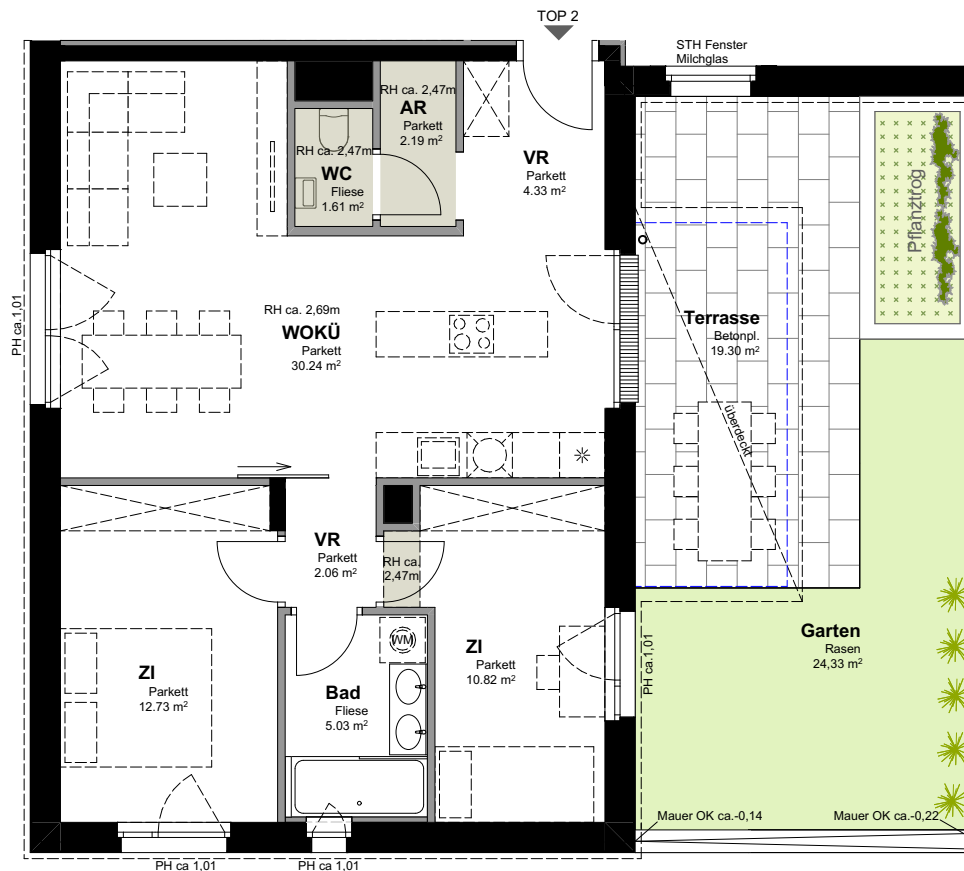 TOP 2
STH Fenster
Milchglas
RH ca. 2,47m
AR
Parkett
2.19 m²
RH ca. 2,47m
WC
Fliese
1.61 m²
VR
Parkett
4.33 m²
Pflanztrog
PH ca.1,01
RH ca. 2,69m
WOKÜ
Parkett
30.24 m²
Terrasse
Betonpl.
19.30 m²
überdeckt
VR
Parkett
2.06 m²
RH ca.
2,47m
WM
ZI
Parkett
12.73 m²
Bad
Fliese
5.03 m²
ZI
Parkett
10.82 m²
PH ca.1,01
Garten
Rasen
24,33 m²
Mauer OK ca.-0,14
Mauer OK ca.-0,22
PH ca 1,01
PH ca 1,01